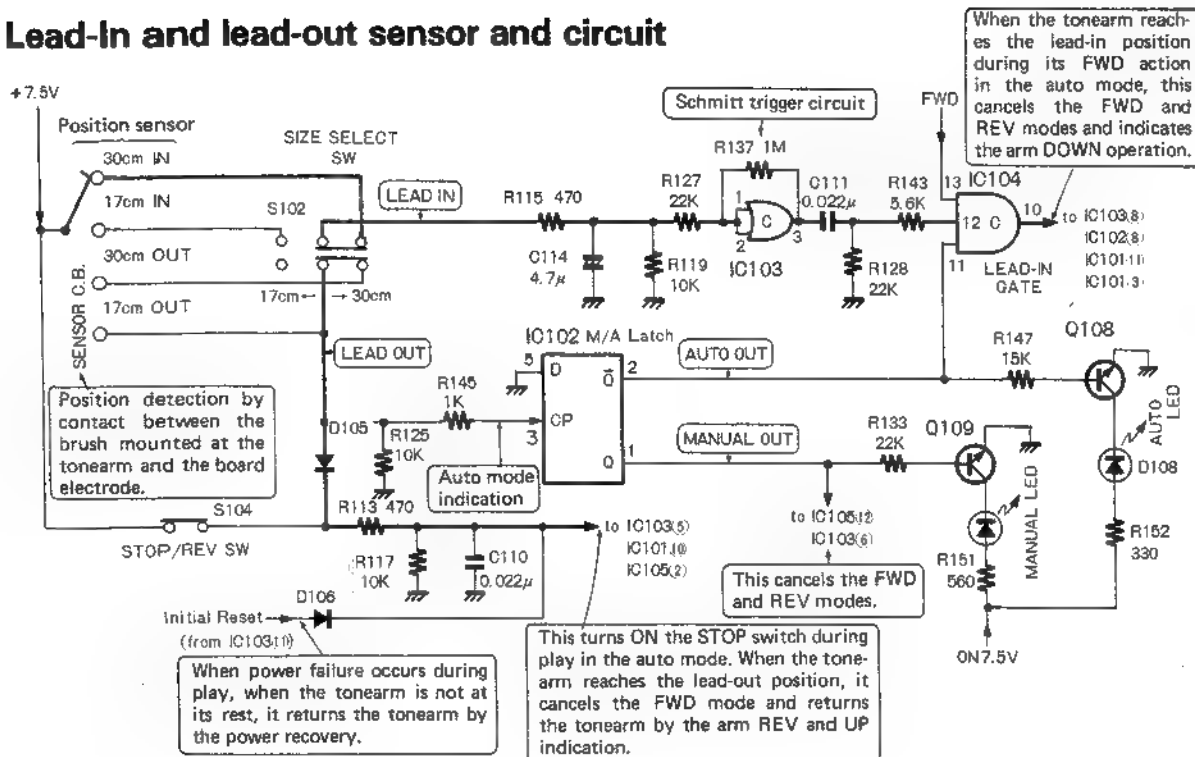 Lead-In and lead-out sensor and circuit
When the tonearm reach-
es the lead-in position
during its FWD action
in the auto mode, this
cancels the FWD and
REV modes and indicates
the arm DOWN operation.
+7.5V
Position sensor
30cm IN
17cm IN
30cm OUT
17cm OUT
SENSOR C.B.
SIZE SELECT
SW
S102
17cm
30cm
LEAD IN
R115 470
C114
4.7μ
R119
10K
R127
22K
Schmitt trigger circuit
R137 1M
1
2
C
3
IC103
C111
0.022μ
R128
22K
R143
5.6K
FWD
IC104
13
12
C
10
11
LEAD-IN
GATE
to IC103(8)
IC102(8)
IC101(11)
IC101(3)
LEAD OUT
IC102 M/A Latch
5
D
Q̄
2
CP
3
Q
1
AUTO OUT
MANUAL OUT
R147
15K
Q108
AUTO LED
D108
R152
330
R133
22K
Q109
MANUAL LED
R151
560
ON7.5V
to IC105(12)
IC103(6)
This cancels the FWD
and REV modes.
Position detection by
contact between the
brush mounted at the
tonearm and the board
electrode.
D105
R145
1K
R125
10K
Auto mode
indication
S104
STOP/REV SW
R113 470
R117
10K
C110
0.022μ
to IC103(5)
IC101(10)
IC105(2)
D106
Initial Reset
(from IC103(11))
When power failure occurs during
play, when the tonearm is not at
its rest, it returns the tonearm by
the power recovery.
This turns ON the STOP switch during
play in the auto mode. When the tone-
arm reaches the lead-out position, it
cancels the FWD mode and returns
the tonearm by the arm REV and UP
indication.